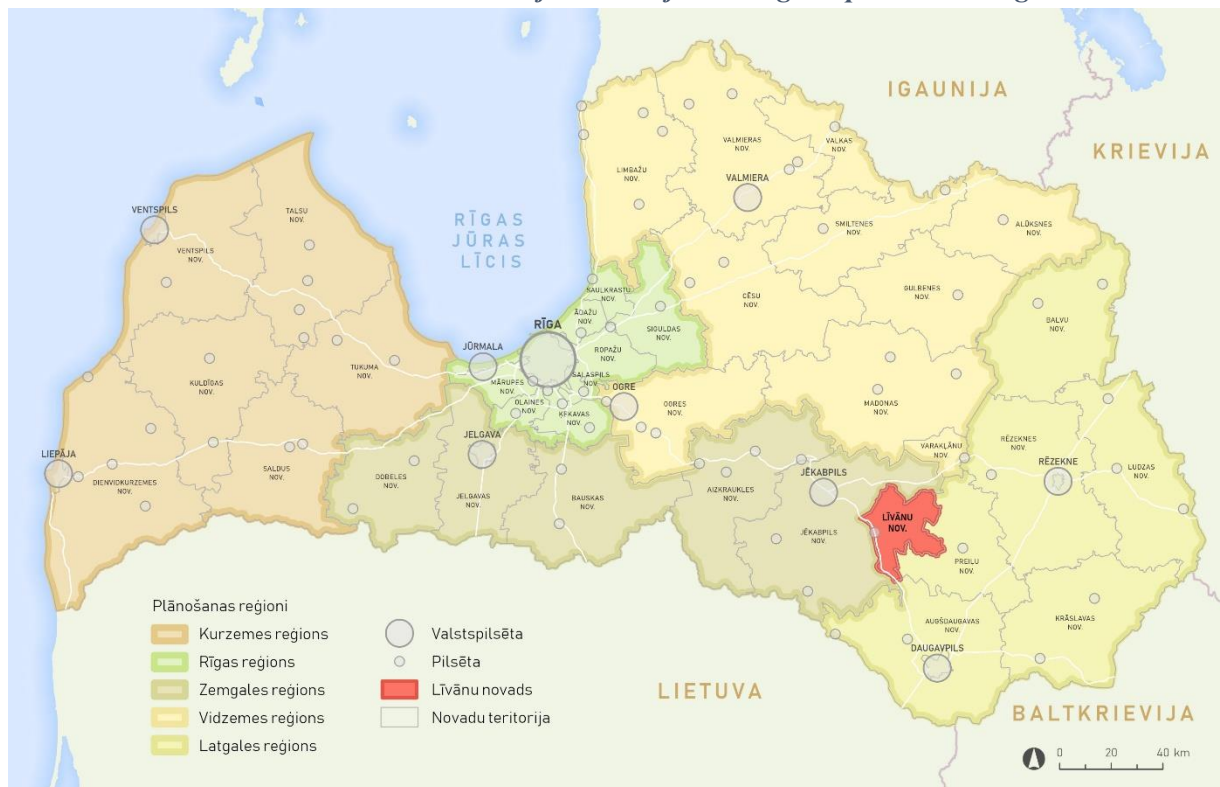 IGAUNIJA
KRIEVIJA
VALMIERAS
NOV.
VALKAS
NOV.
LIMBAŽU
NOV.
VALMIERA
VENTSPILS
TALSU
NOV.
RĪGAS
JŪRAS
LĪCIS
SMILTENES
NOV.
ALŪKSNES
NOV.
VENTSPILS
NOV.
SAULKRASTU
NOV.
CĒSU
NOV.
GULBENES
NOV.
BALVU
NOV.
ĀDAŽU
NOV.
RĪGA
SIGULDAS
NOV.
ROPAŽU
NOV.
JŪRMALA
TUKUMA
NOV.
KULDĪGAS
NOV.
MĀRUPES
NOV.
SALASPILS
NOV.
OGRE
OLAINES
NOV.
ĶEKAVAS
NOV.
OGRES
NOV.
MADONAS
NOV.
LIEPĀJA
JELGAVA
VARAKĻĀNU
NOV.
RĒZEKNES
NOV.
RĒZEKNE
LUDZAS
NOV.
DIENVIDKURZEMES
NOV.
SALDUS
NOV.
DOBELES
NOV.
JELGAVAS
NOV.
BAUSKAS
NOV.
AIZKRAUKLES
NOV.
JĒKABPILS
LĪVĀNU
NOV.
JĒKABPILS
NOV.
PREIĻU
NOV.
AUGŠDAUGAVAS
NOV.
KRĀSLAVAS
NOV.
DAUGAVPILS
LIETUVA
BALTKRIEVIJA
Plānošanas reģioni
Kurzemes reģions
Rīgas reģions
Zemgales reģions
Vidzemes reģions
Latgales reģions
Valstspilsēta
Pilsēta
Līvānu novads
Novadu teritorija
0 20 40 km